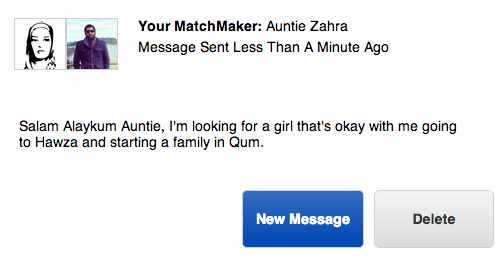 Your MatchMaker: Auntie Zahra
Message Sent Less Than A Minute Ago
Salam Alaykum Auntie, I'm looking for a girl that's okay with me going
to Hawza and starting a family in Qum.
New Message
Delete